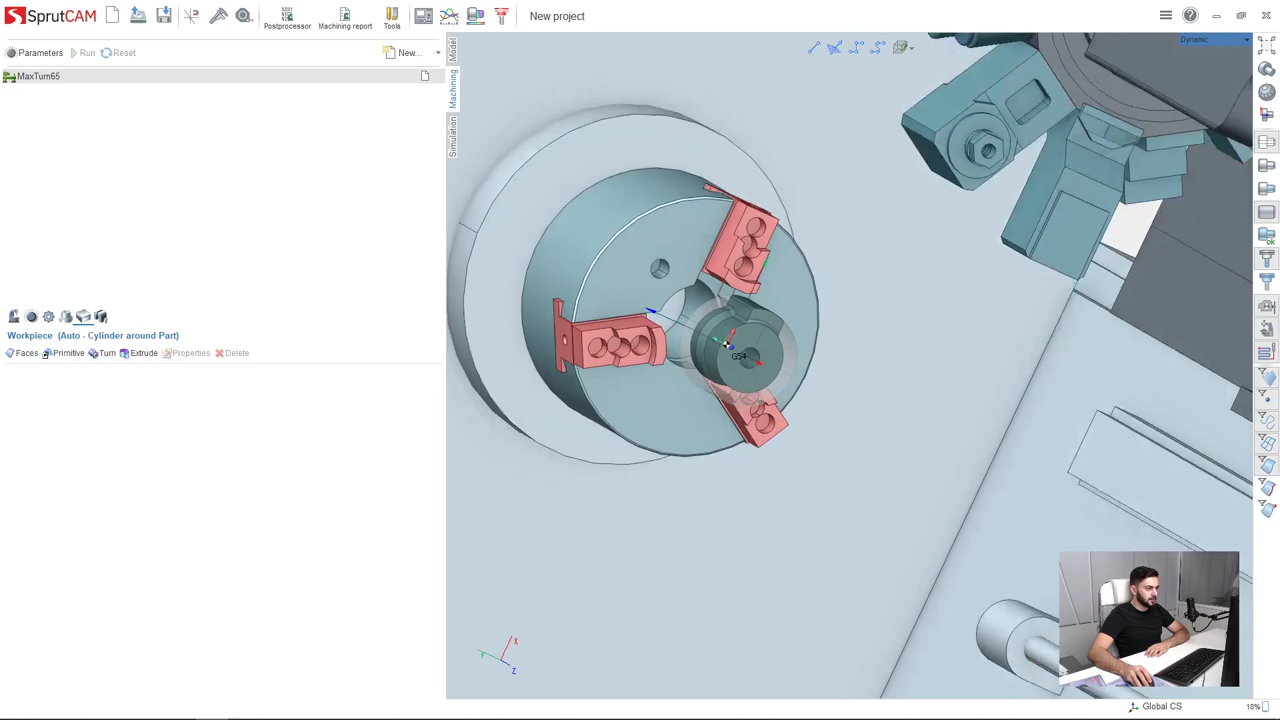 SprutCAM
Postprocessor
Machining report
Tools
New project
Parameters
Run
Reset
New...
MaxTurn65
Model
Machining
Simulation
Dynamic
Workpiece (Auto - Cylinder around Part)
Faces
Primitive
Turn
Extrude
Properties
Delete
G54
X
Y
Z
ok
Global CS
18%